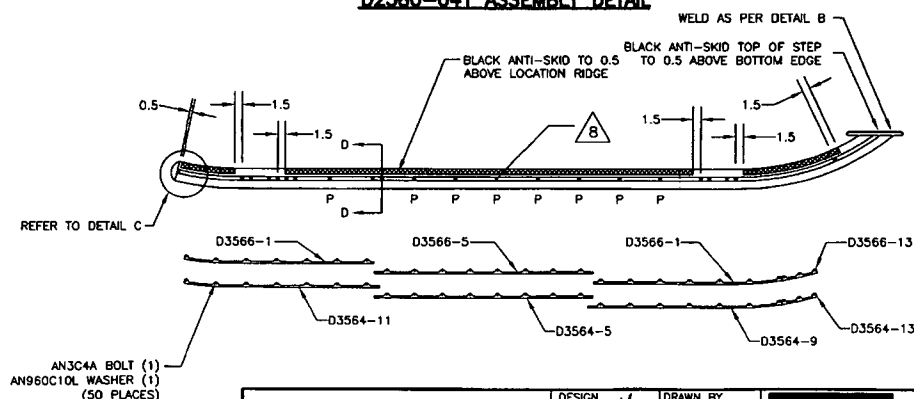 D2580-041 ASSEMBLY DETAIL
WELD AS PER DETAIL B
BLACK ANTI-SKID TO 0.5
ABOVE LOCATION RIDGE
BLACK ANTI-SKID TOP OF STEP
TO 0.5 ABOVE BOTTOM EDGE
0.5
1.5
1.5
D
8
1.5
1.5
1.5
D
P
P P P P P P P
REFER TO DETAIL C
D3566-1
D3566-5
D3566-1
D3566-13
D3564-11
D3564-5
D3564-9
D3564-13
AN3C4A BOLT (1)
AN960C10L WASHER (1)
(50 PLACES)
DESIGN
DRAWN BY